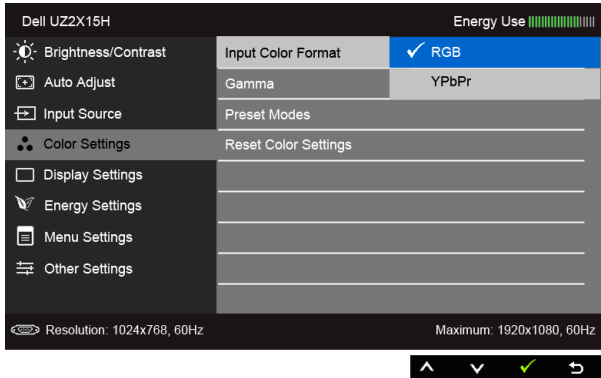 Dell UZ2X15H Energy Use
Brightness/Contrast Input Color Format RGB
Auto Adjust Gamma YPbPr
Input Source Preset Modes
Color Settings Reset Color Settings
Display Settings
Energy Settings
Menu Settings
Other Settings
Resolution: 1024x768, 60Hz Maximum: 1920x1080, 60Hz